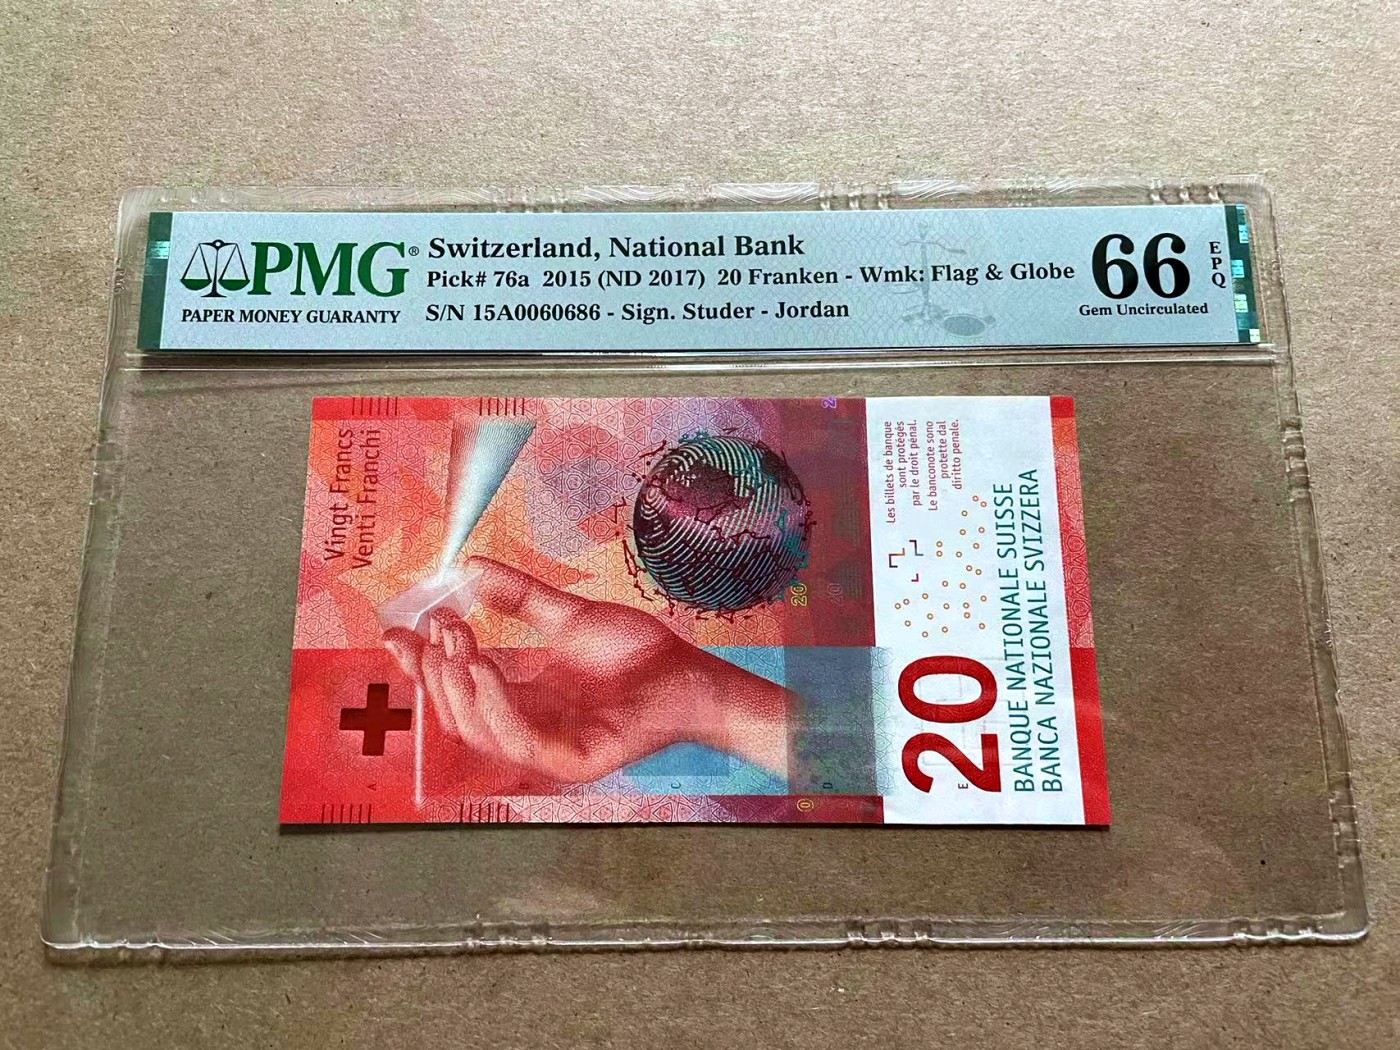 PMG®
PAPER MONEY GUARANTY
Switzerland, National Bank
Pick# 76a 2015 (ND 2017) 20 Franken - Wmk: Flag & Globe
S/N 15A0060686 - Sign. Studer - Jordan
66
Gem Uncirculated
EPQ
Vingt Francs
Venti Franchi
20
20
A
B
C
D
E
Les billets de banque
sont protégés
par le droit pénal.
Le banconote sono
protette dal
diritto penale.
20
BANQUE NATIONALE SUISSE
BANCA NAZIONALE SVIZZERA